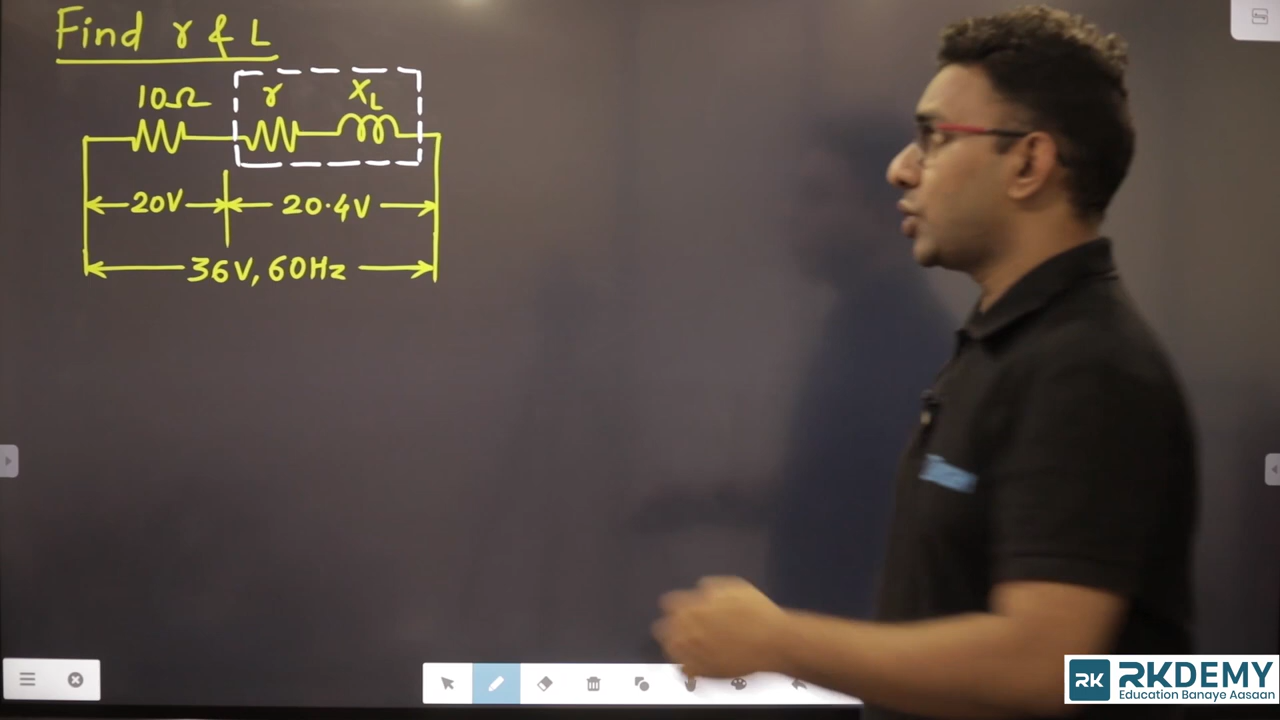 Find r & L
10Ω r XL
20V 20.4V
36V, 60Hz
RK RKDEMY
Education Banaye Aasaan